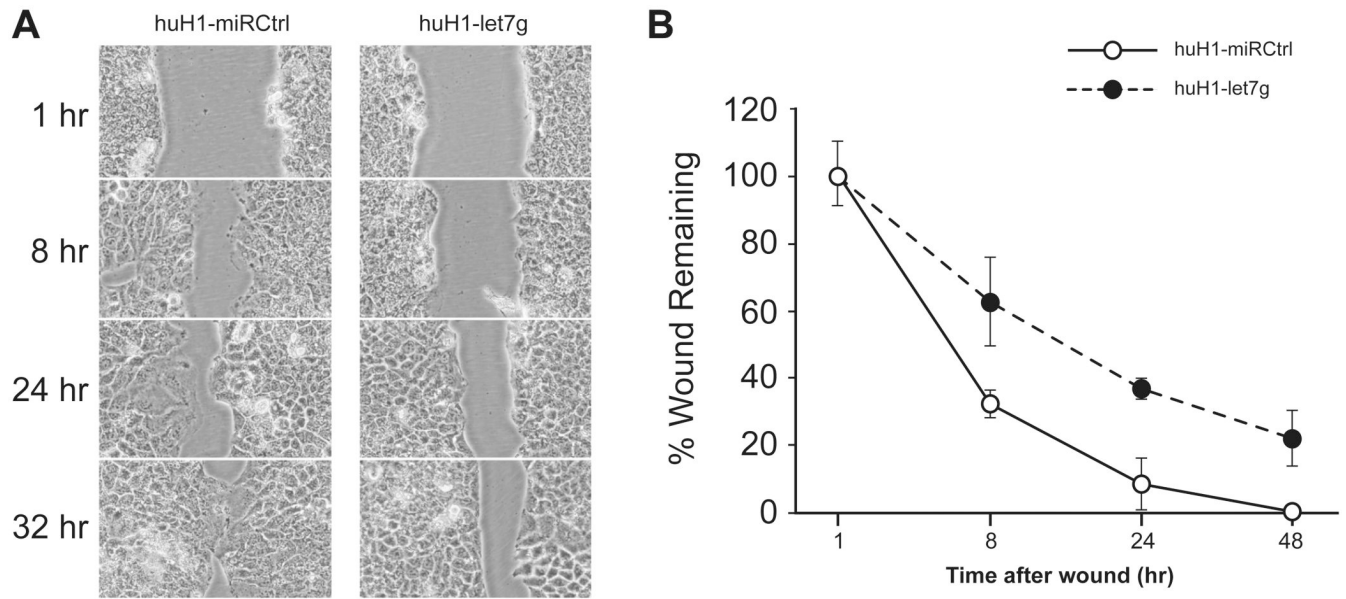 A
huH1-miRCtrl
huH1-let7g
1 hr
8 hr
24 hr
32 hr
B
huH1-miRCtrl
huH1-let7g
% Wound Remaining
120
100
80
60
40
20
0
1 8 24 48
Time after wound (hr)